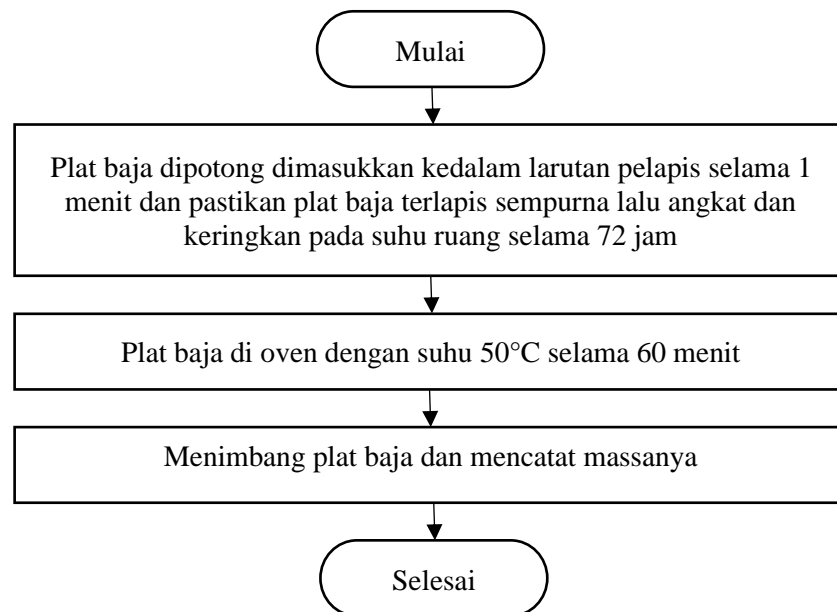 Mulai
Plat baja dipotong dimasukkan kedalam larutan pelapis selama 1
menit dan pastikan plat baja terlapis sempurna lalu angkat dan
keringkan pada suhu ruang selama 72 jam
Plat baja di oven dengan suhu 50°C selama 60 menit
Menimbang plat baja dan mencatat massanya
Selesai